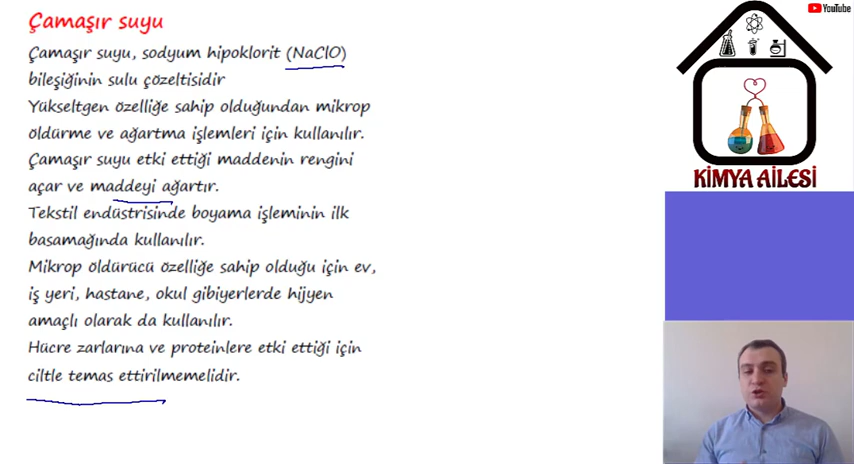 Çamaşır suyu
Çamaşır suyu, sodyum hipoklorit (NaClO)
bileşiğinin sulu çözeltisidir
Yükseltgen özelliğe sahip olduğundan mikrop
öldürme ve ağartma işlemleri için kullanılır.
Çamaşır suyu etki ettiği maddenin rengini
açar ve maddeyi ağartır.
Tekstil endüstrisinde boyama işleminin ilk
basamağında kullanılır.
Mikrop öldürücü özelliğe sahip olduğu için ev,
iş yeri, hastane, okul gibiyerlerde hijyen
amaçlı olarak da kullanılır.
Hücre zarlarına ve proteinlere etki ettiği için
ciltle temas ettirilmemelidir.
YouTube
KİMYA AİLESİ